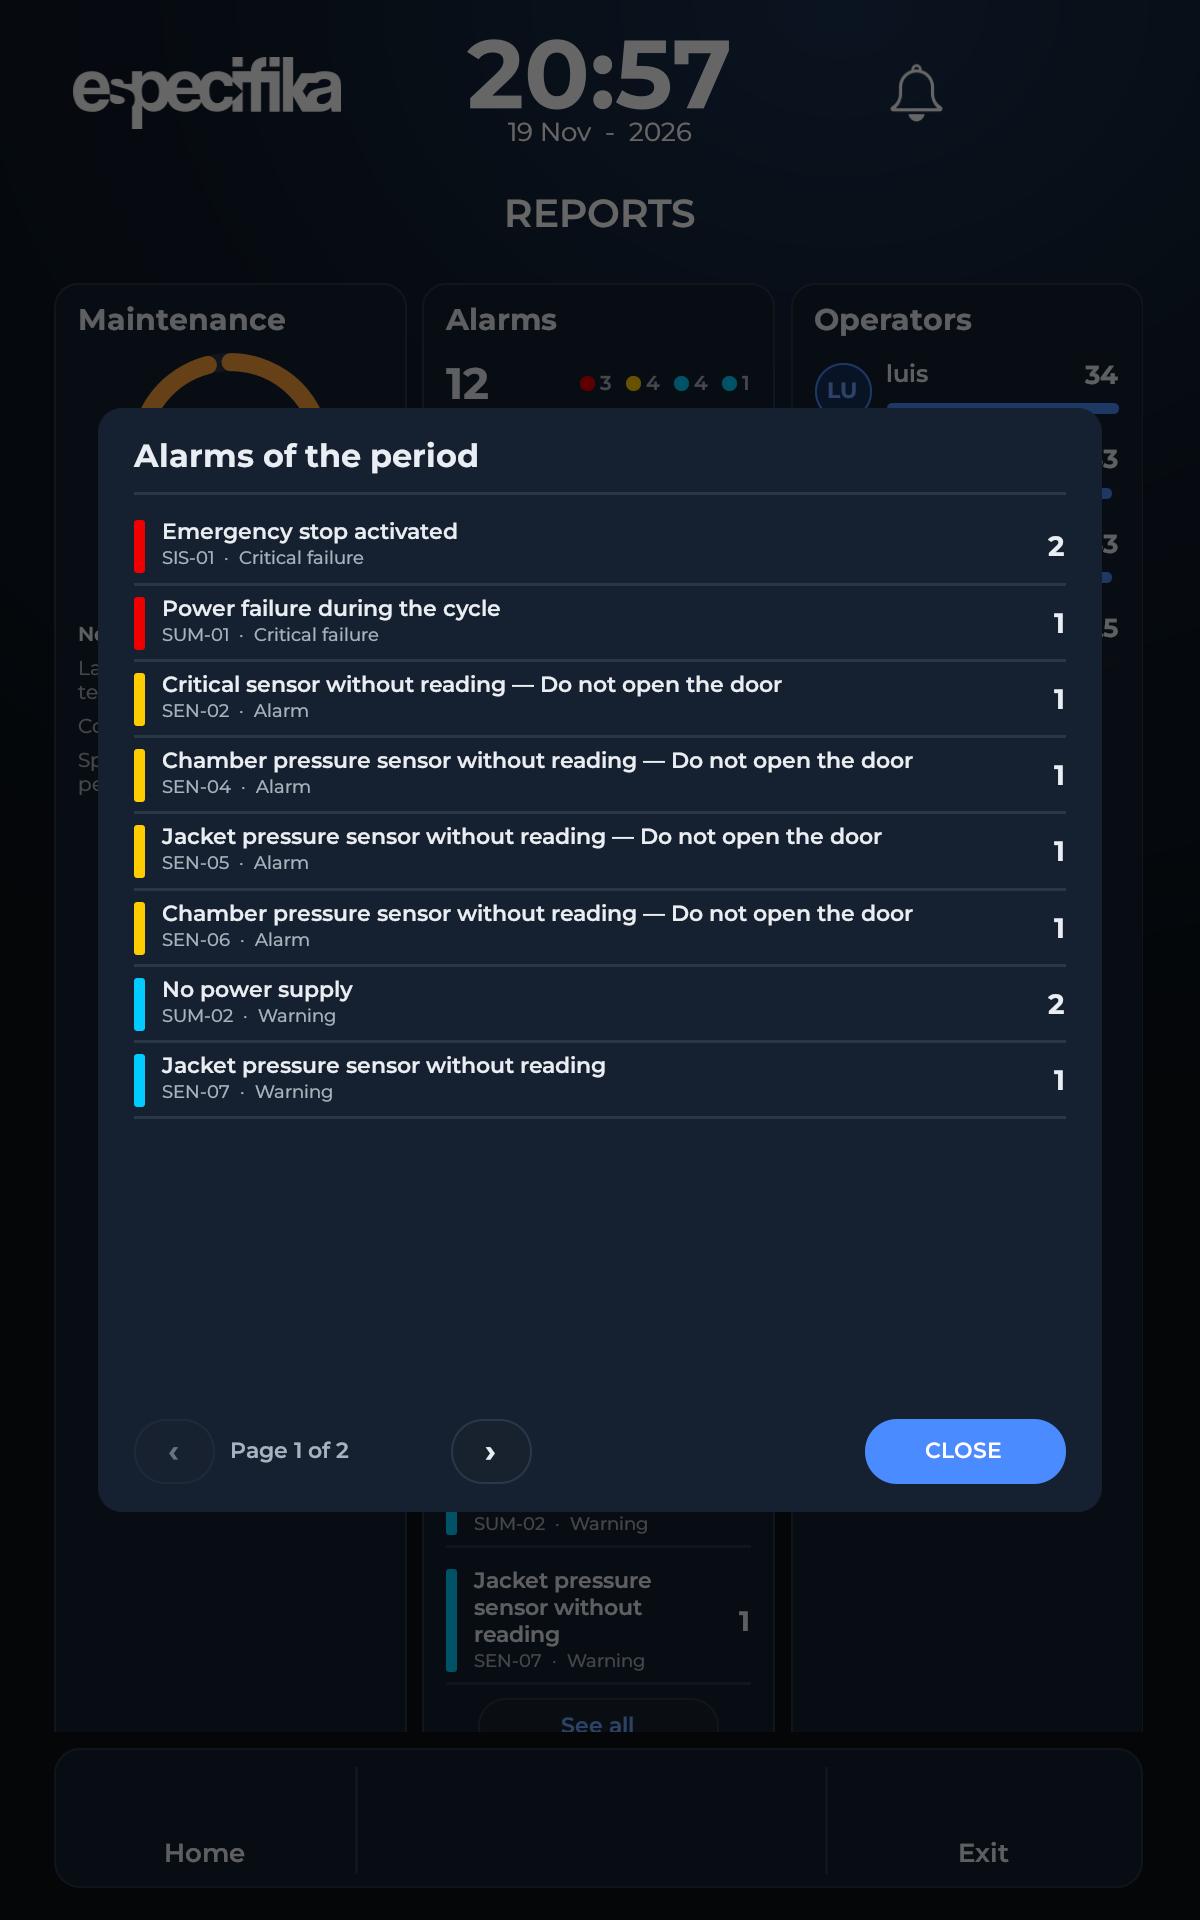 especifika
20:57
19 Nov - 2026
REPORTS
Maintenance
Alarms
12
3
4
4
1
Operators
LU
luis
34
Alarms of the period
Emergency stop activated
SIS-01 · Critical failure
2
Power failure during the cycle
SUM-01 · Critical failure
1
Critical sensor without reading — Do not open the door
SEN-02 · Alarm
1
Chamber pressure sensor without reading — Do not open the door
SEN-04 · Alarm
1
Jacket pressure sensor without reading — Do not open the door
SEN-05 · Alarm
1
Chamber pressure sensor without reading — Do not open the door
SEN-06 · Alarm
1
No power supply
SUM-02 · Warning
2
Jacket pressure sensor without reading
SEN-07 · Warning
1
‹
Page 1 of 2
›
CLOSE
SUM-02 · Warning
Jacket pressure
sensor without
reading
SEN-07 · Warning
1
See all
Home
Exit